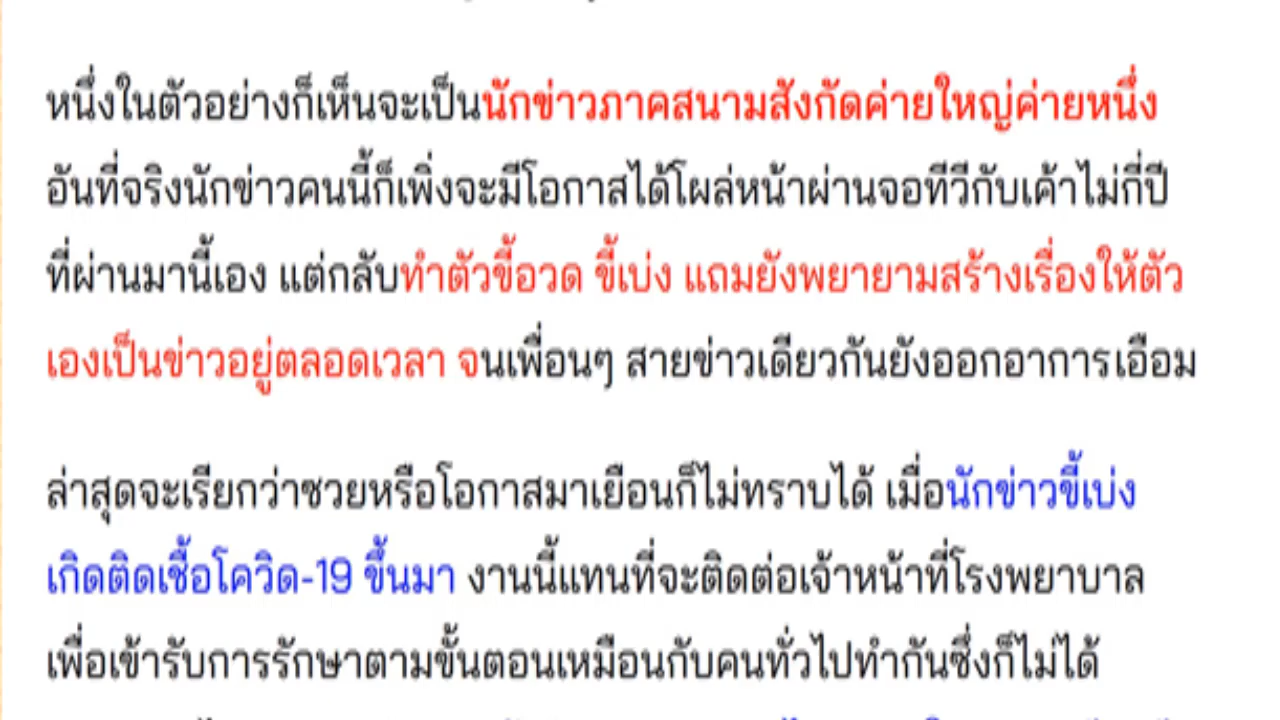 หนึ่งในตัวอย่างก็เห็นจะเป็นนักข่าวภาคสนามสังกัดค่ายใหญ่ค่ายหนึ่ง
อันที่จริงนักข่าวคนนี้ก็เพิ่งจะมีโอกาสได้โผล่หน้าผ่านจอทีวีกับเค้าไม่กี่ปี
ที่ผ่านมานี้เอง แต่กลับทำตัวขี้อวด ขี้เบ่ง แถมยังพยายามสร้างเรื่องให้ตัว
เองเป็นข่าวอยู่ตลอดเวลา จนเพื่อนๆ สายข่าวเดียวกันยังออกอาการเอือม
ล่าสุดจะเรียกว่าซวยหรือโอกาสมาเยือนก็ไม่ทราบได้ เมื่อนักข่าวขี้เบ่ง
เกิดติดเชื้อโควิด-19 ขึ้นมา งานนี้แทนที่จะติดต่อเจ้าหน้าที่โรงพยาบาล
เพื่อเข้ารับการรักษาตามขั้นตอนเหมือนกับคนทั่วไปทำกันซึ่งก็ไม่ได้